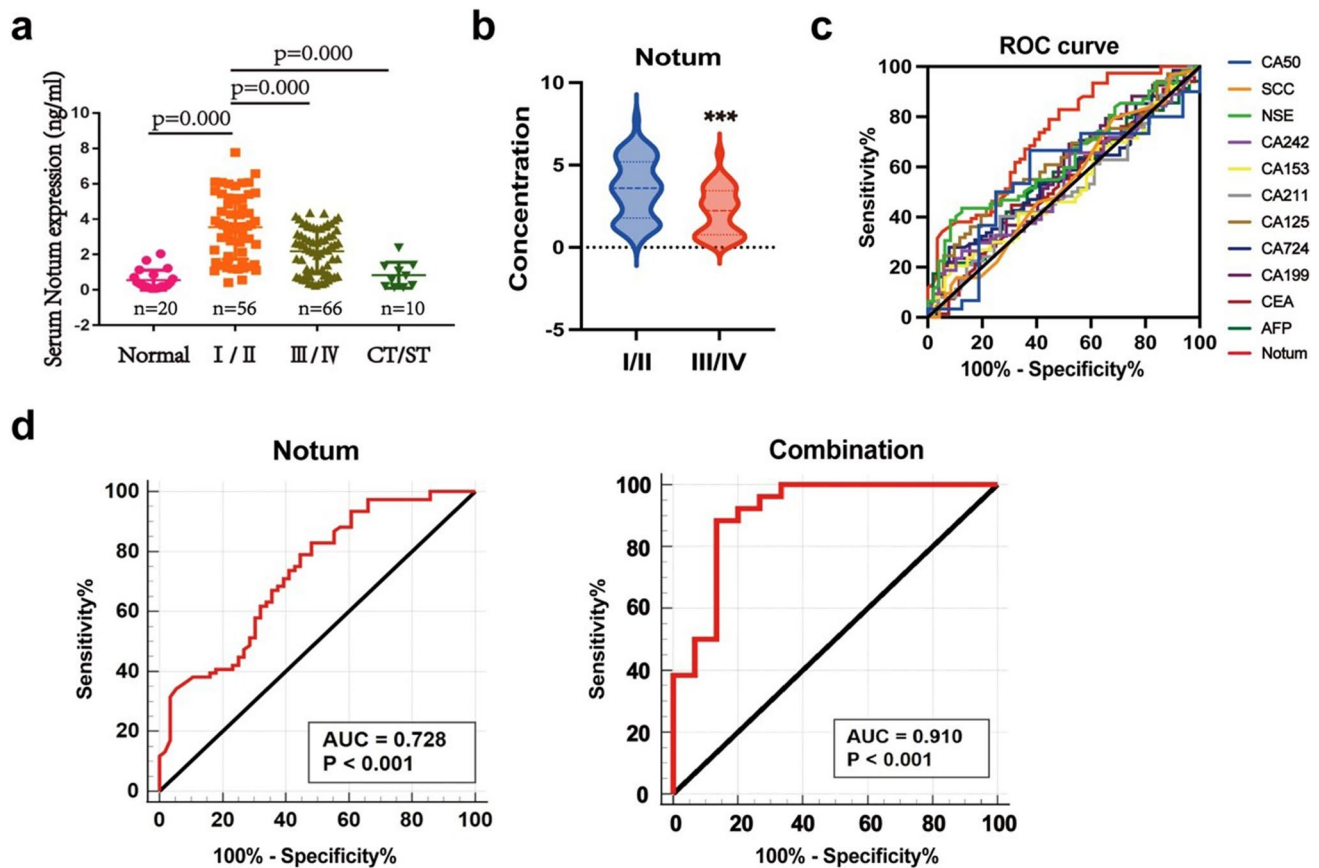 a
p=0.000
p=0.000
p=0.000
Serum Notum expression (ng/ml)
10
8
6
4
2
0
-2
n=20
n=56
n=66
n=10
Normal
I / II
III/IV
CT/ST
b
Notum
Concentration
10
5
0
-5
***
I/II
III/IV
c
ROC curve
Sensitivity%
100
80
60
40
20
0
0 20 40 60 80 100
100% - Specificity%
CA50
SCC
NSE
CA242
CA153
CA211
CA125
CA724
CA199
CEA
AFP
Notum
d
Notum
Sensitivity%
100
80
60
40
20
0
AUC = 0.728
P < 0.001
0 20 40 60 80 100
100% - Specificity%
Combination
Sensitivity%
100
80
60
40
20
0
AUC = 0.910
P < 0.001
0 20 40 60 80 100
100% - Specificity%